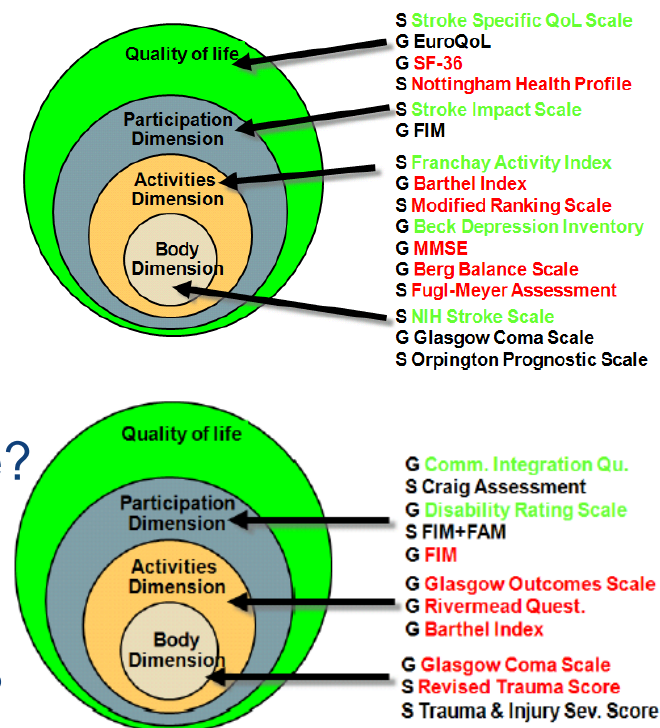 Quality of life
Participation
Dimension
Activities
Dimension
Body
Dimension
S Stroke Specific QoL Scale
G EuroQoL
G SF-36
S Nottingham Health Profile
S Stroke Impact Scale
G FIM
S Franchay Activity Index
G Barthel Index
S Modified Ranking Scale
G Beck Depression Inventory
G MMSE
G Berg Balance Scale
S Fugl-Meyer Assessment
S NIH Stroke Scale
G Glasgow Coma Scale
S Orpington Prognostic Scale
?
Quality of life
Participation
Dimension
Activities
Dimension
Body
Dimension
G Comm. Integration Qu.
S Craig Assessment
G Disability Rating Scale
S FIM+FAM
G FIM
G Glasgow Outcomes Scale
G Rivermead Quest.
G Barthel Index
G Glasgow Coma Scale
S Revised Trauma Score
S Trauma & Injury Sev. Score